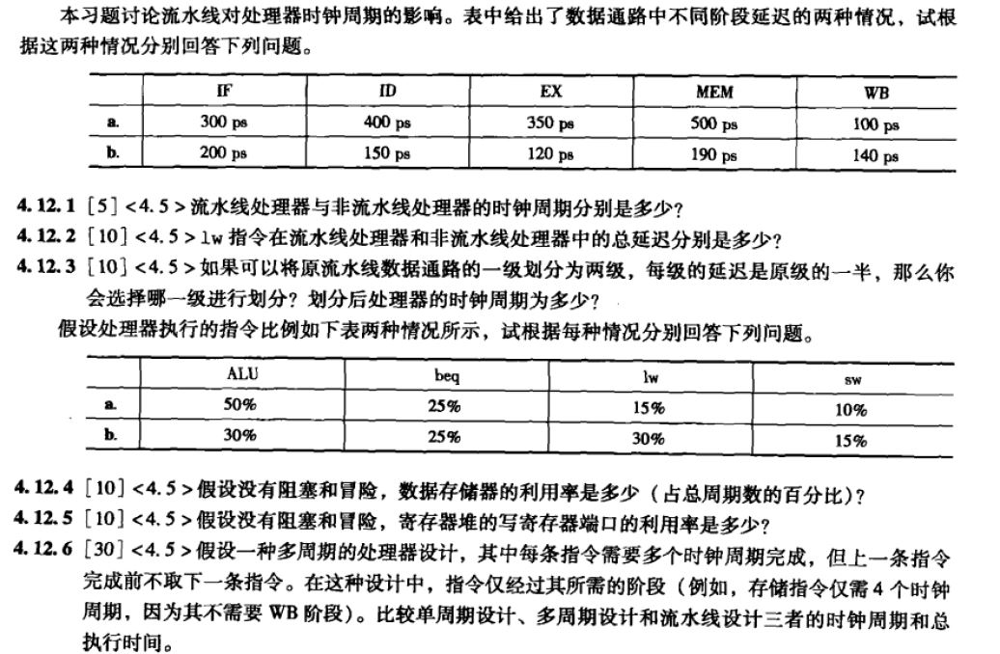 本习题讨论流水线对处理器时钟周期的影响。表中给出了数据通路中不同阶段延迟的两种情况，试根
据这两种情况分别回答下列问题。
IF ID EX MEM WB
a. 300 ps 400 ps 350 ps 500 ps 100 ps
b. 200 ps 150 ps 120 ps 190 ps 140 ps
4.12.1 [5] <4.5> 流水线处理器与非流水线处理器的时钟周期分别是多少？
4.12.2 [10] <4.5> lw 指令在流水线处理器和非流水线处理器中的总延迟分别是多少？
4.12.3 [10] <4.5> 如果可以将原流水线数据通路的一级划分为两级，每级的延迟是原级的一半，那么你
会选择哪一级进行划分？划分后处理器的时钟周期为多少？
假设处理器执行的指令比例如下表两种情况所示，试根据每种情况分别回答下列问题。
ALU beq lw sw
a. 50% 25% 15% 10%
b. 30% 25% 30% 15%
4.12.4 [10] <4.5> 假设没有阻塞和冒险，数据存储器的利用率是多少（占总周期数的百分比）？
4.12.5 [10] <4.5> 假设没有阻塞和冒险，寄存器堆的写寄存器端口的利用率是多少？
4.12.6 [30] <4.5> 假设一种多周期的处理器设计，其中每条指令需要多个时钟周期完成，但上一条指令
完成前不取下一条指令。在这种设计中，指令仅经过其所需的阶段（例如，存储指令仅需 4 个时钟
周期，因为其不需要 WB 阶段）。比较单周期设计、多周期设计和流水线设计三者的时钟周期和总
执行时间。